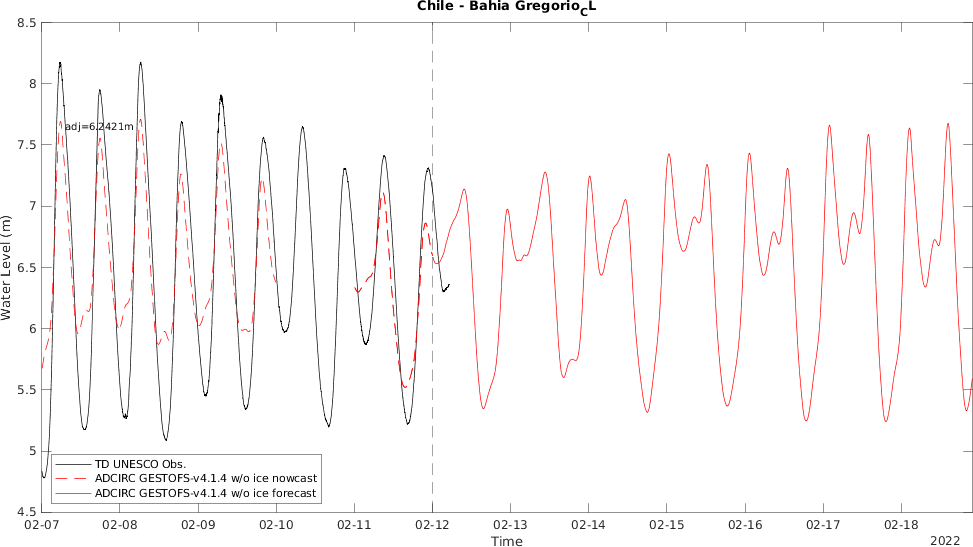 Chile - Bahia Gregorio_CL
8.5
8
7.5
7
6.5
6
5.5
5
4.5
Water Level (m)
adj=6.2421m
TD UNESCO Obs.
ADCIRC GESTOFS-v4.1.4 w/o ice nowcast
ADCIRC GESTOFS-v4.1.4 w/o ice forecast
02-07 02-08 02-09 02-10 02-11 02-12 02-13 02-14 02-15 02-16 02-17 02-18
Time
2022